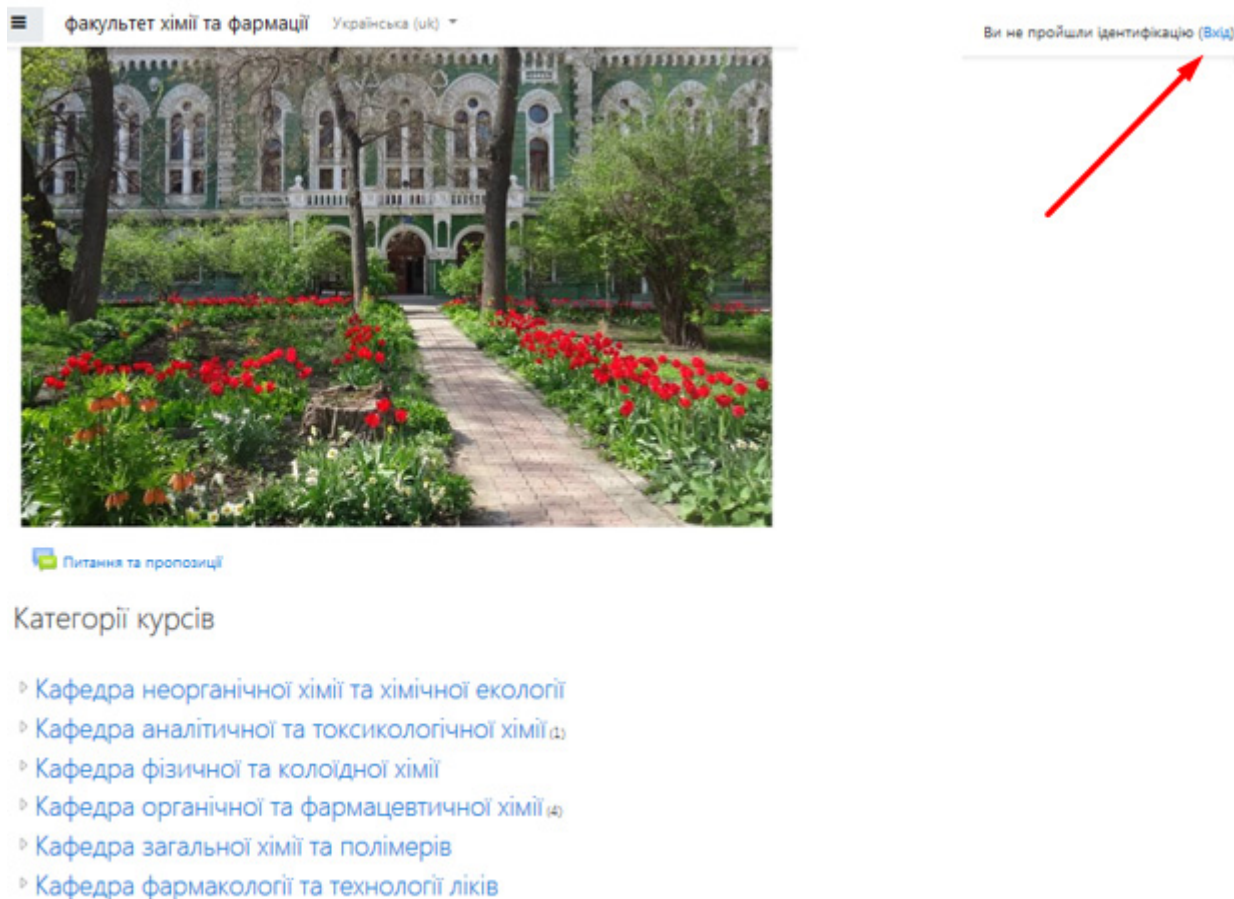 факультет хімії та фармації Українська (uk)
Ви не пройшли ідентифікацію (Вхід)
Питання та пропозиції
Категорії курсів
Кафедра неорганічної хімії та хімічної екології
Кафедра аналітичної та токсикологічної хімії (1)
Кафедра фізичної та колоїдної хімії
Кафедра органічної та фармацевтичної хімії (4)
Кафедра загальної хімії та полімерів
Кафедра фармакології та технології ліків